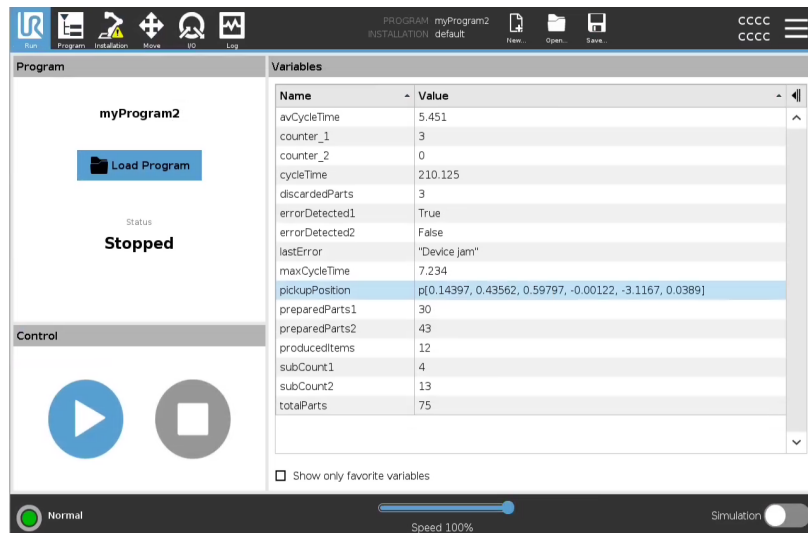 UR
Run
Program
Installation
Move
I/O
Log
PROGRAM myProgram2
INSTALLATION default
New...
Open...
Save...
CCCC
CCCC
Program
myProgram2
Load Program
Status
Stopped
Control
Variables
Name Value
avCycleTime 5.451
counter_1 3
counter_2 0
cycleTime 210.125
discardedParts 3
errorDetected1 True
errorDetected2 False
lastError "Device jam"
maxCycleTime 7.234
pickupPosition p[0.14397, 0.43562, 0.59797, -0.00122, -3.1167, 0.0389]
preparedParts1 30
preparedParts2 43
producedItems 12
subCount1 4
subCount2 13
totalParts 75
Show only favorite variables
Normal
Speed 100%
Simulation